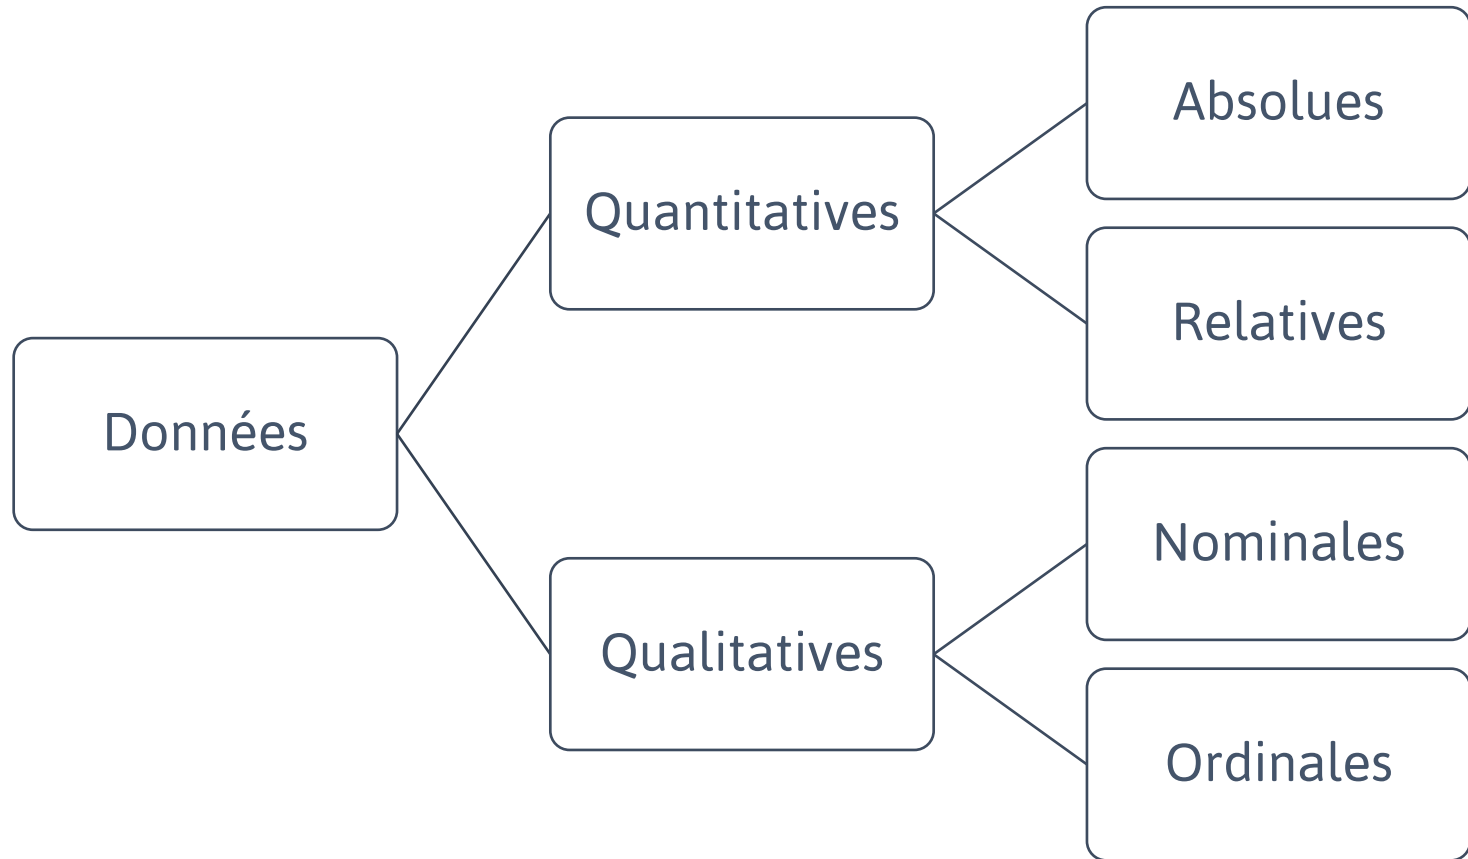 Données
Quantitatives
Absolues
Relatives
Qualitatives
Nominales
Ordinales